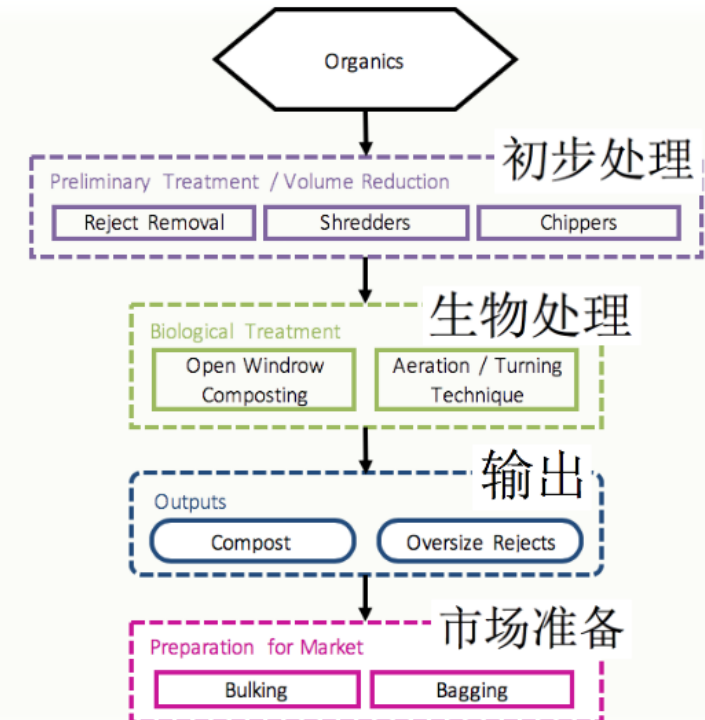 Organics
初步处理
Preliminary Treatment / Volume Reduction
Reject Removal
Shredders
Chippers
生物处理
Biological Treatment
Open Windrow
Composting
Aeration / Turning
Technique
输出
Outputs
Compost
Oversize Rejects
市场准备
Preparation for Market
Bulking
Bagging